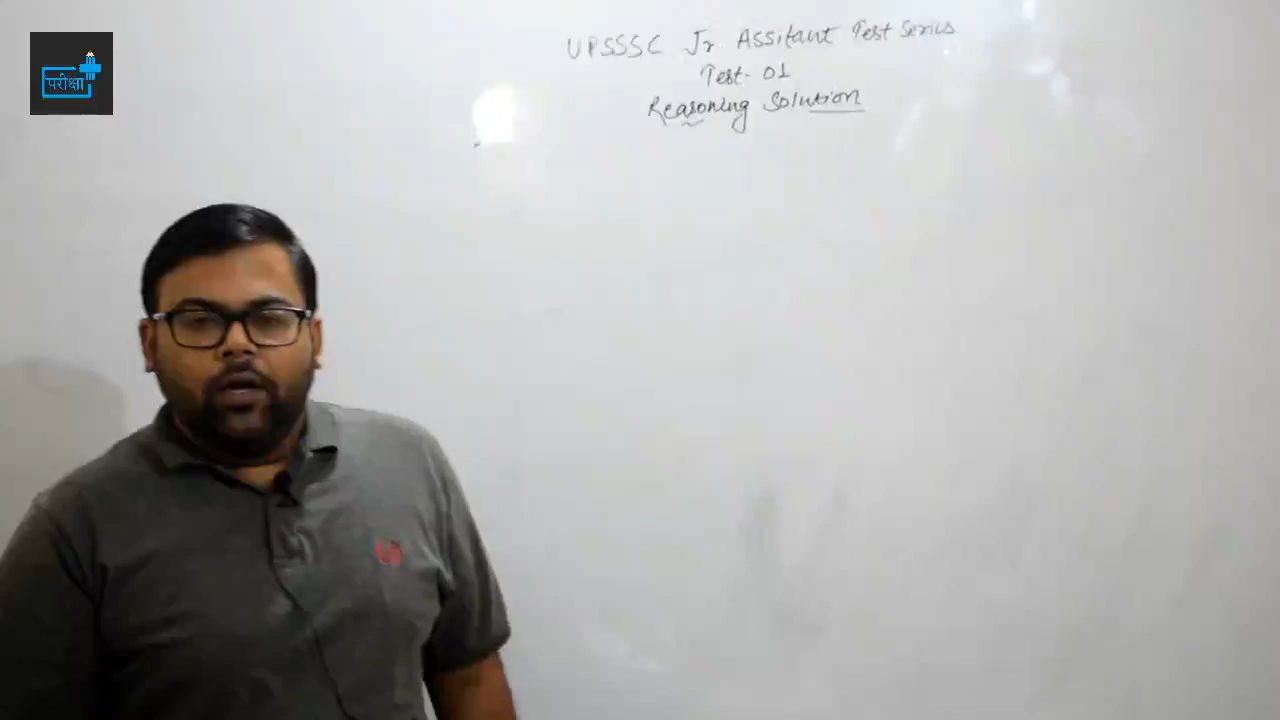 परीक्षा
UPSSSC Jr. Assitant Test Series
Test-01
Reasoning Solution